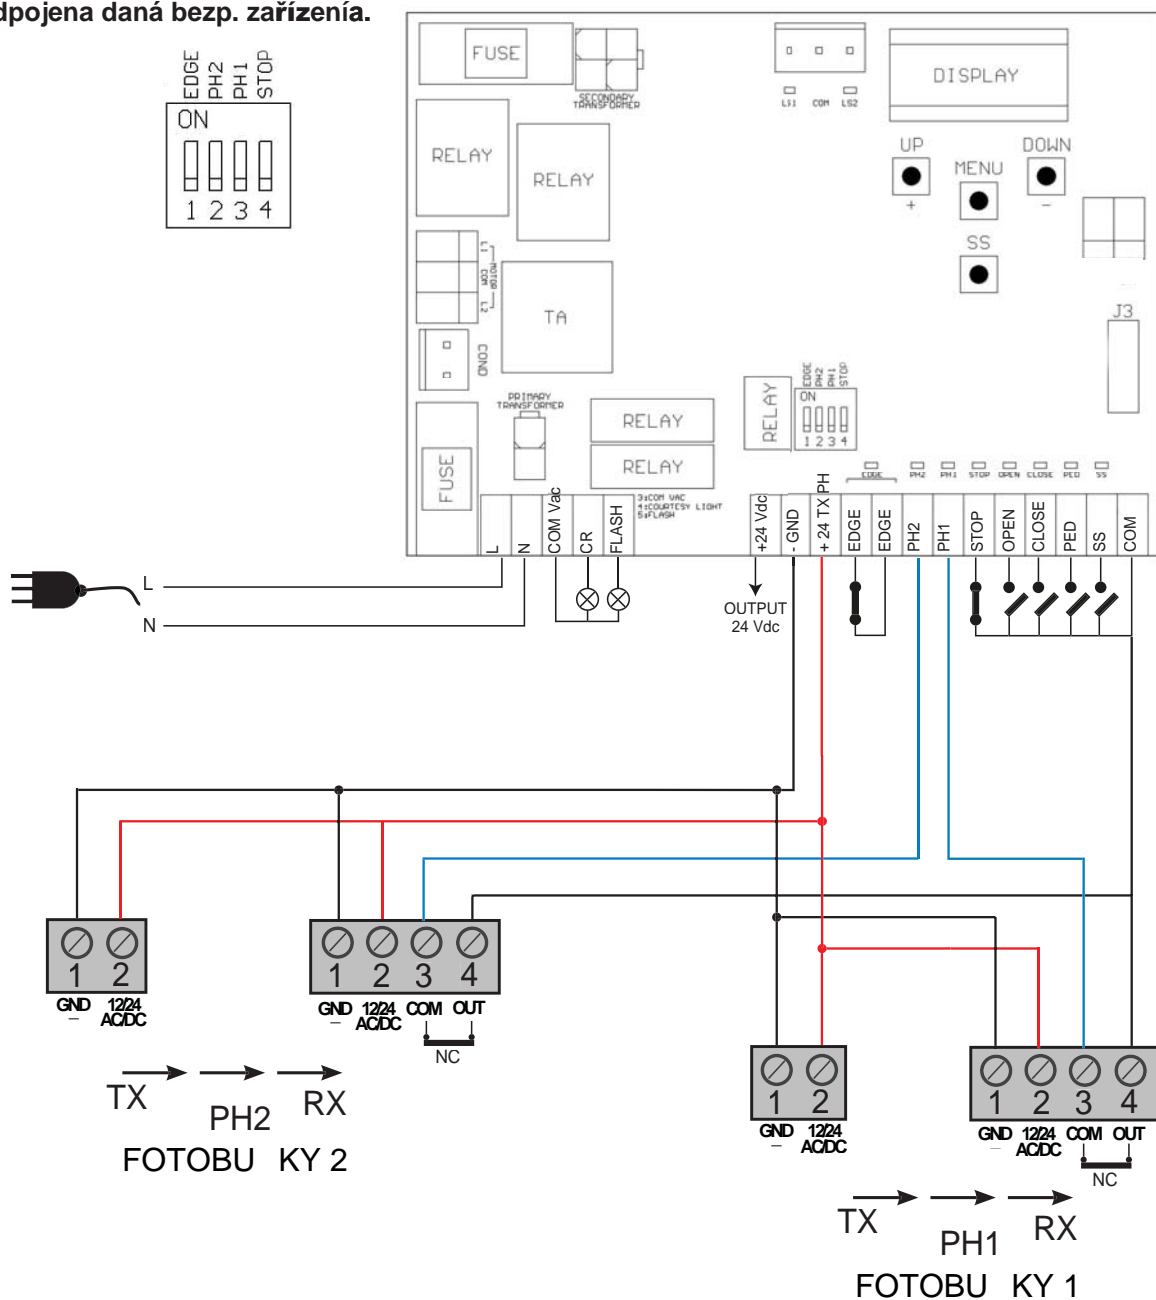 dpojena daná bezp. zařízenía.
EDGE
PH2
PH1
STOP
ON
1 2 3 4
FUSE
SECONDARY
TRANSFORMER
LS1 COM LS2
DISPLAY
UP
+
MENU
DOWN
-
SS
RELAY
RELAY
L1
COM
L2
MOTOR
TA
COND
J3
PRIMARY
TRANSFORMER
FUSE
RELAY
RELAY
3:COM VAC
4:COURTESY LIGHT
5:FLASH
RELAY
EDGE
PH2
PH1
STOP
ON
1 2 3 4
EDGE PH2 PH1 STOP OPEN CLOSE PED SS
L
N
COM Vac
CR
FLASH
+24 Vdc
- GND
+ 24 TX PH
EDGE
EDGE
PH2
PH1
STOP
OPEN
CLOSE
PED
SS
COM
L
N
OUTPUT
24 Vdc
1 2
GND 12/24
– AC/DC
1 2 3 4
GND 12/24 COM OUT
– AC/DC
NC
TX PH2 RX
FOTOBU KY 2
1 2
GND 12/24
– AC/DC
1 2 3 4
GND 12/24 COM OUT
– AC/DC
NC
TX PH1 RX
FOTOBU KY 1